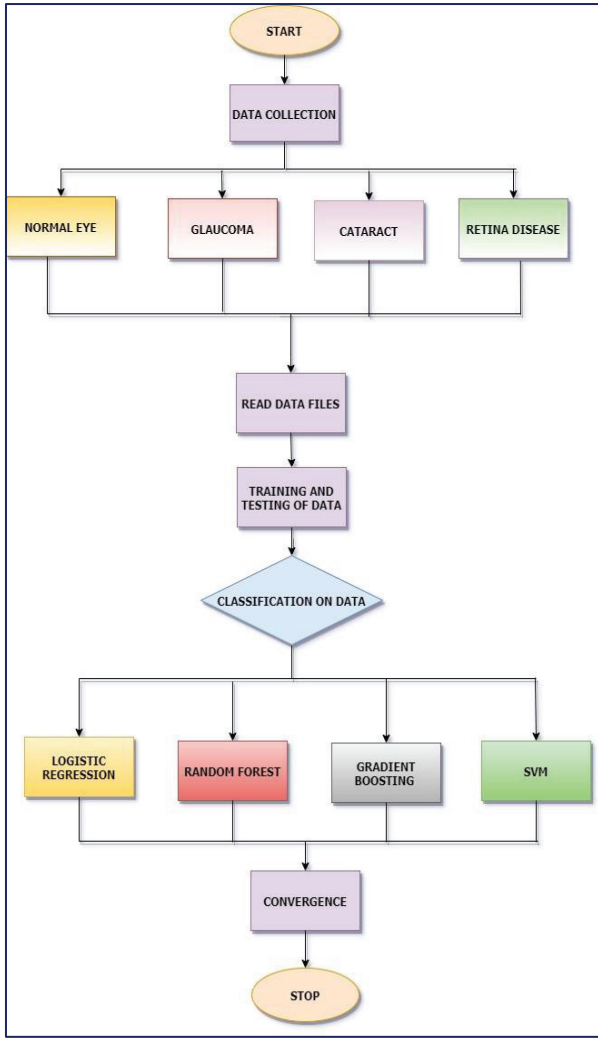 START
DATA COLLECTION
NORMAL EYE
GLAUCOMA
CATARACT
RETINA DISEASE
READ DATA FILES
TRAINING AND
TESTING OF DATA
CLASSIFICATION ON DATA
LOGISTIC
REGRESSION
RANDOM FOREST
GRADIENT
BOOSTING
SVM
CONVERGENCE
STOP